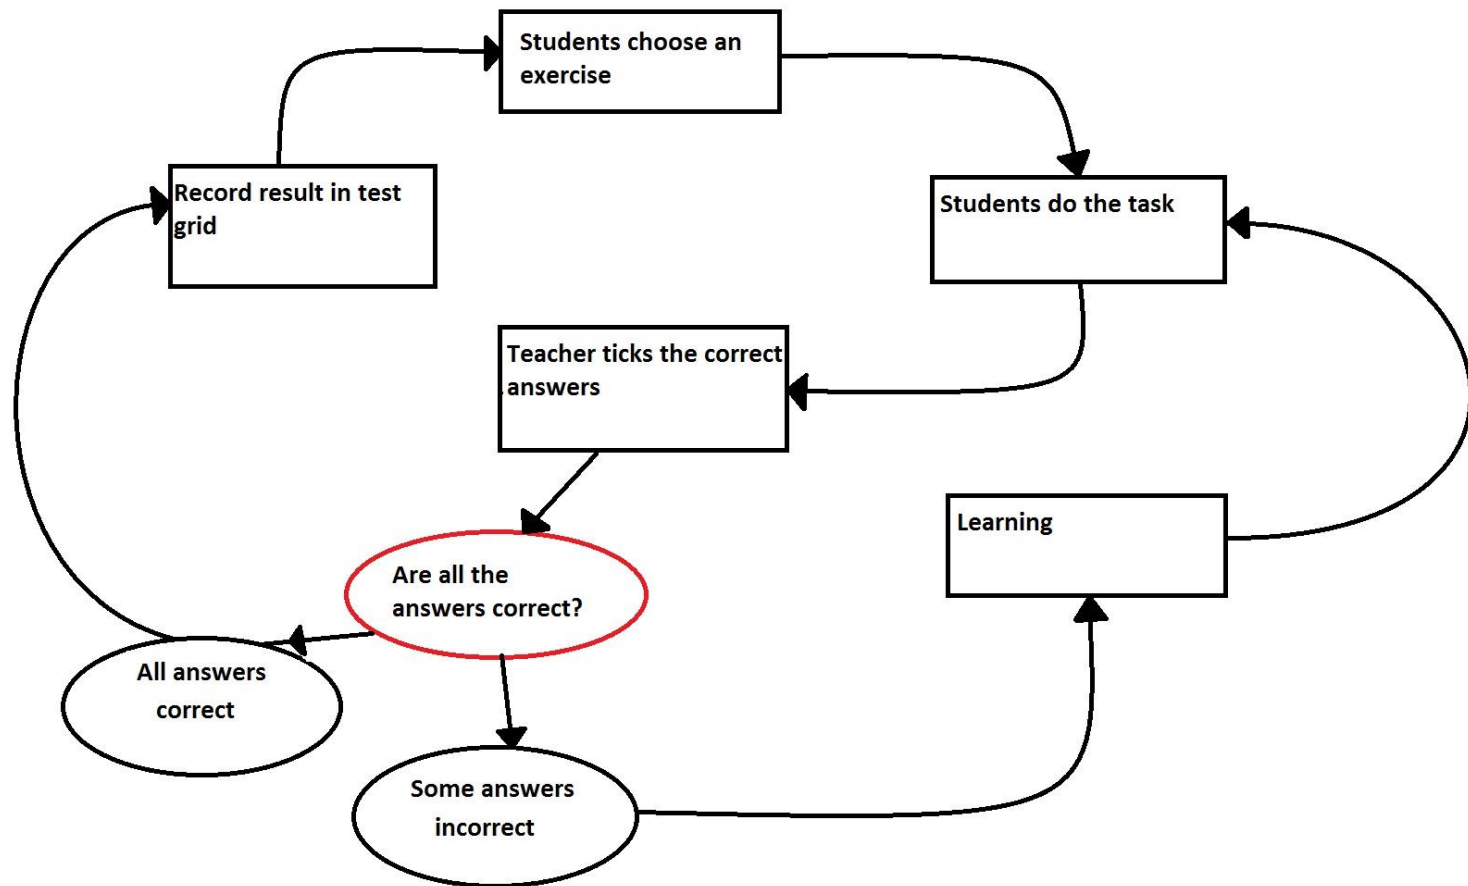 Students choose an
exercise
Record result in test
grid
Students do the task
Teacher ticks the correct
answers
Learning
Are all the
answers correct?
All answers
correct
Some answers
incorrect